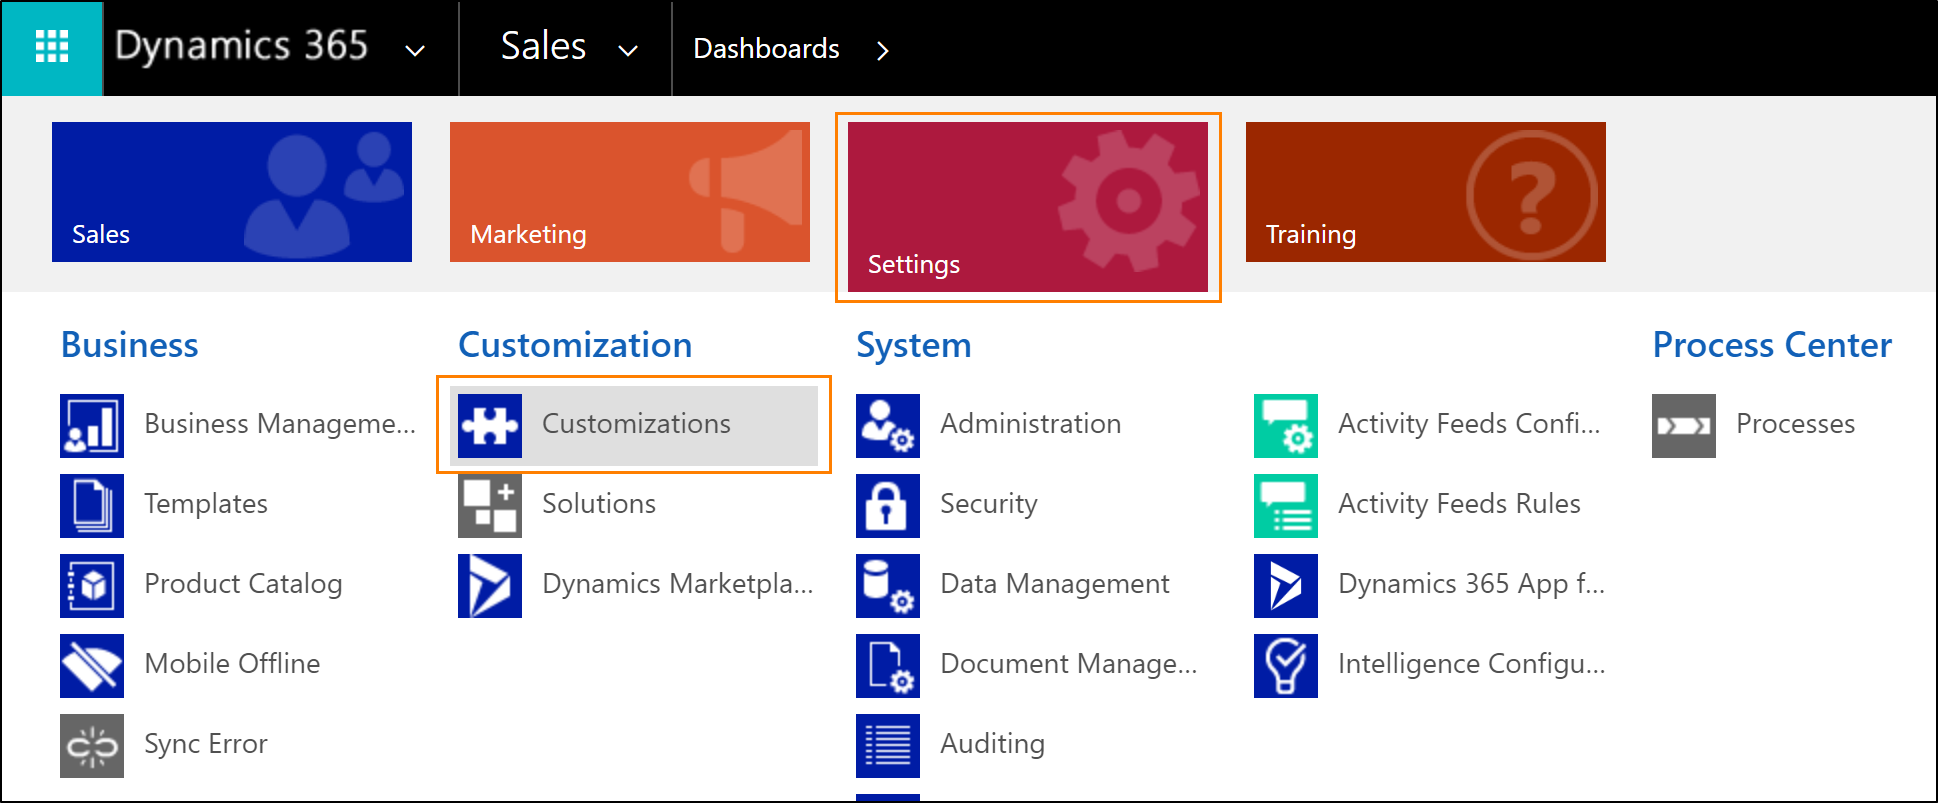 Dynamics 365
Sales
Dashboards
Sales
Marketing
Settings
Training
Business
Business Manageme...
Templates
Product Catalog
Mobile Offline
Sync Error
Customization
Customizations
Solutions
Dynamics Marketpla...
System
Administration
Security
Data Management
Document Manage...
Auditing
Activity Feeds Confi...
Activity Feeds Rules
Dynamics 365 App f...
Intelligence Configu...
Process Center
Processes